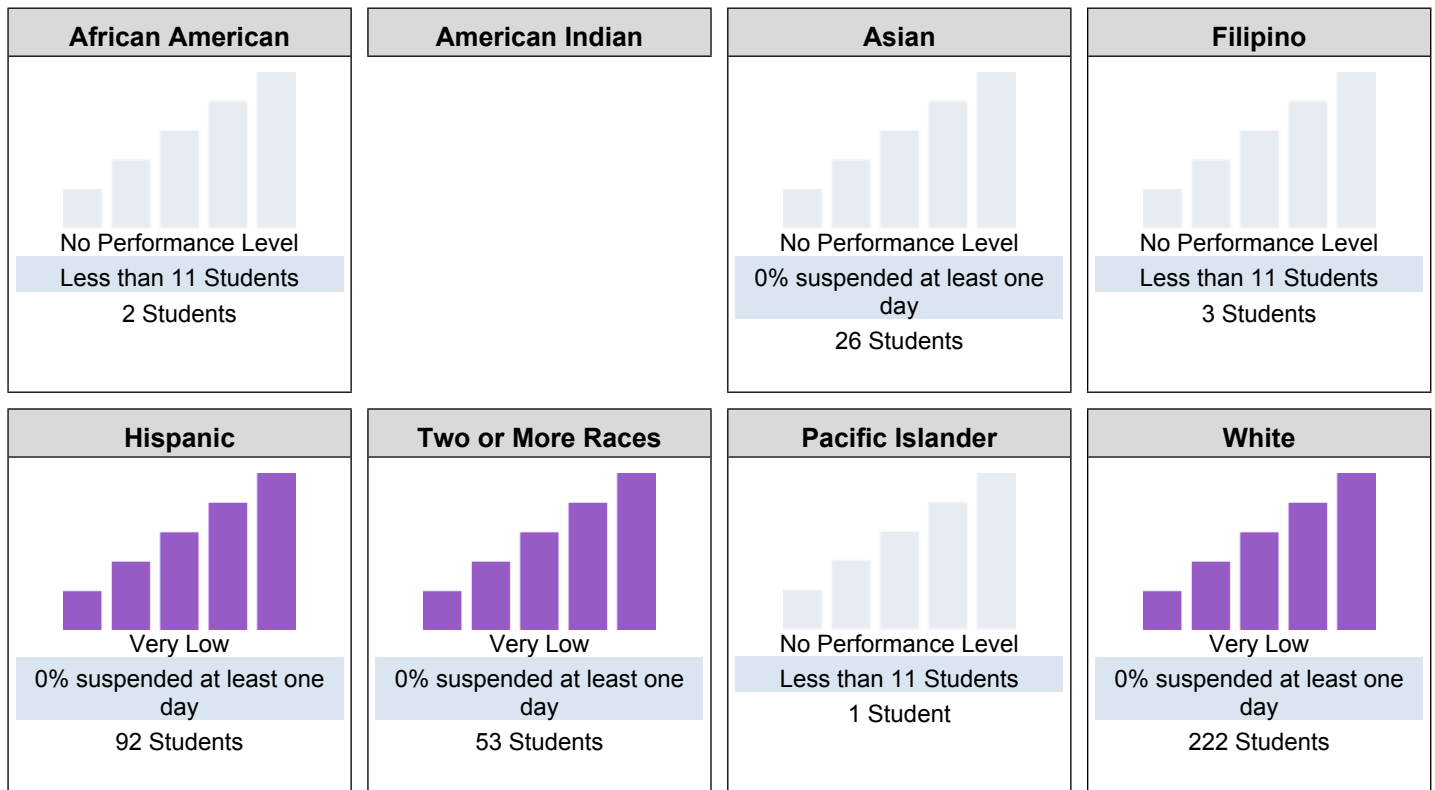 African American
No Performance Level
Less than 11 Students
2 Students
American Indian
Asian
No Performance Level
0% suspended at least one
day
26 Students
Filipino
No Performance Level
Less than 11 Students
3 Students
Hispanic
Very Low
0% suspended at least one
day
92 Students
Two or More Races
Very Low
0% suspended at least one
day
53 Students
Pacific Islander
No Performance Level
Less than 11 Students
1 Student
White
Very Low
0% suspended at least one
day
222 Students